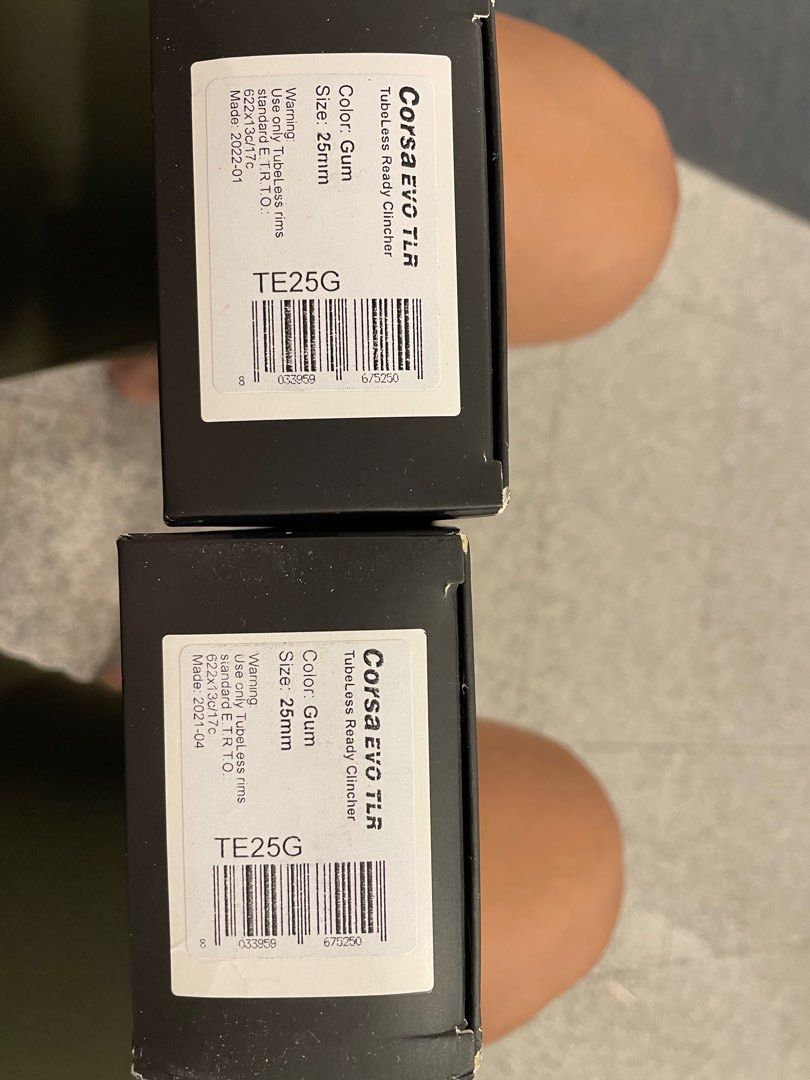 Corsa EVO TLR
TubeLess Ready Clincher
Color: Gum
Size: 25mm
Warning:
Use only TubeLess rims
standard E.T.R.T.O.:
622x13c/17c
Made: 2022-01
TE25G
8 033959 675250
Corsa EVO TLR
TubeLess Ready Clincher
Color: Gum
Size: 25mm
Warning:
Use only TubeLess rims
standard E.T.R.T.O.:
622x13c/17c
Made: 2021-04
TE25G
8 033959 675250